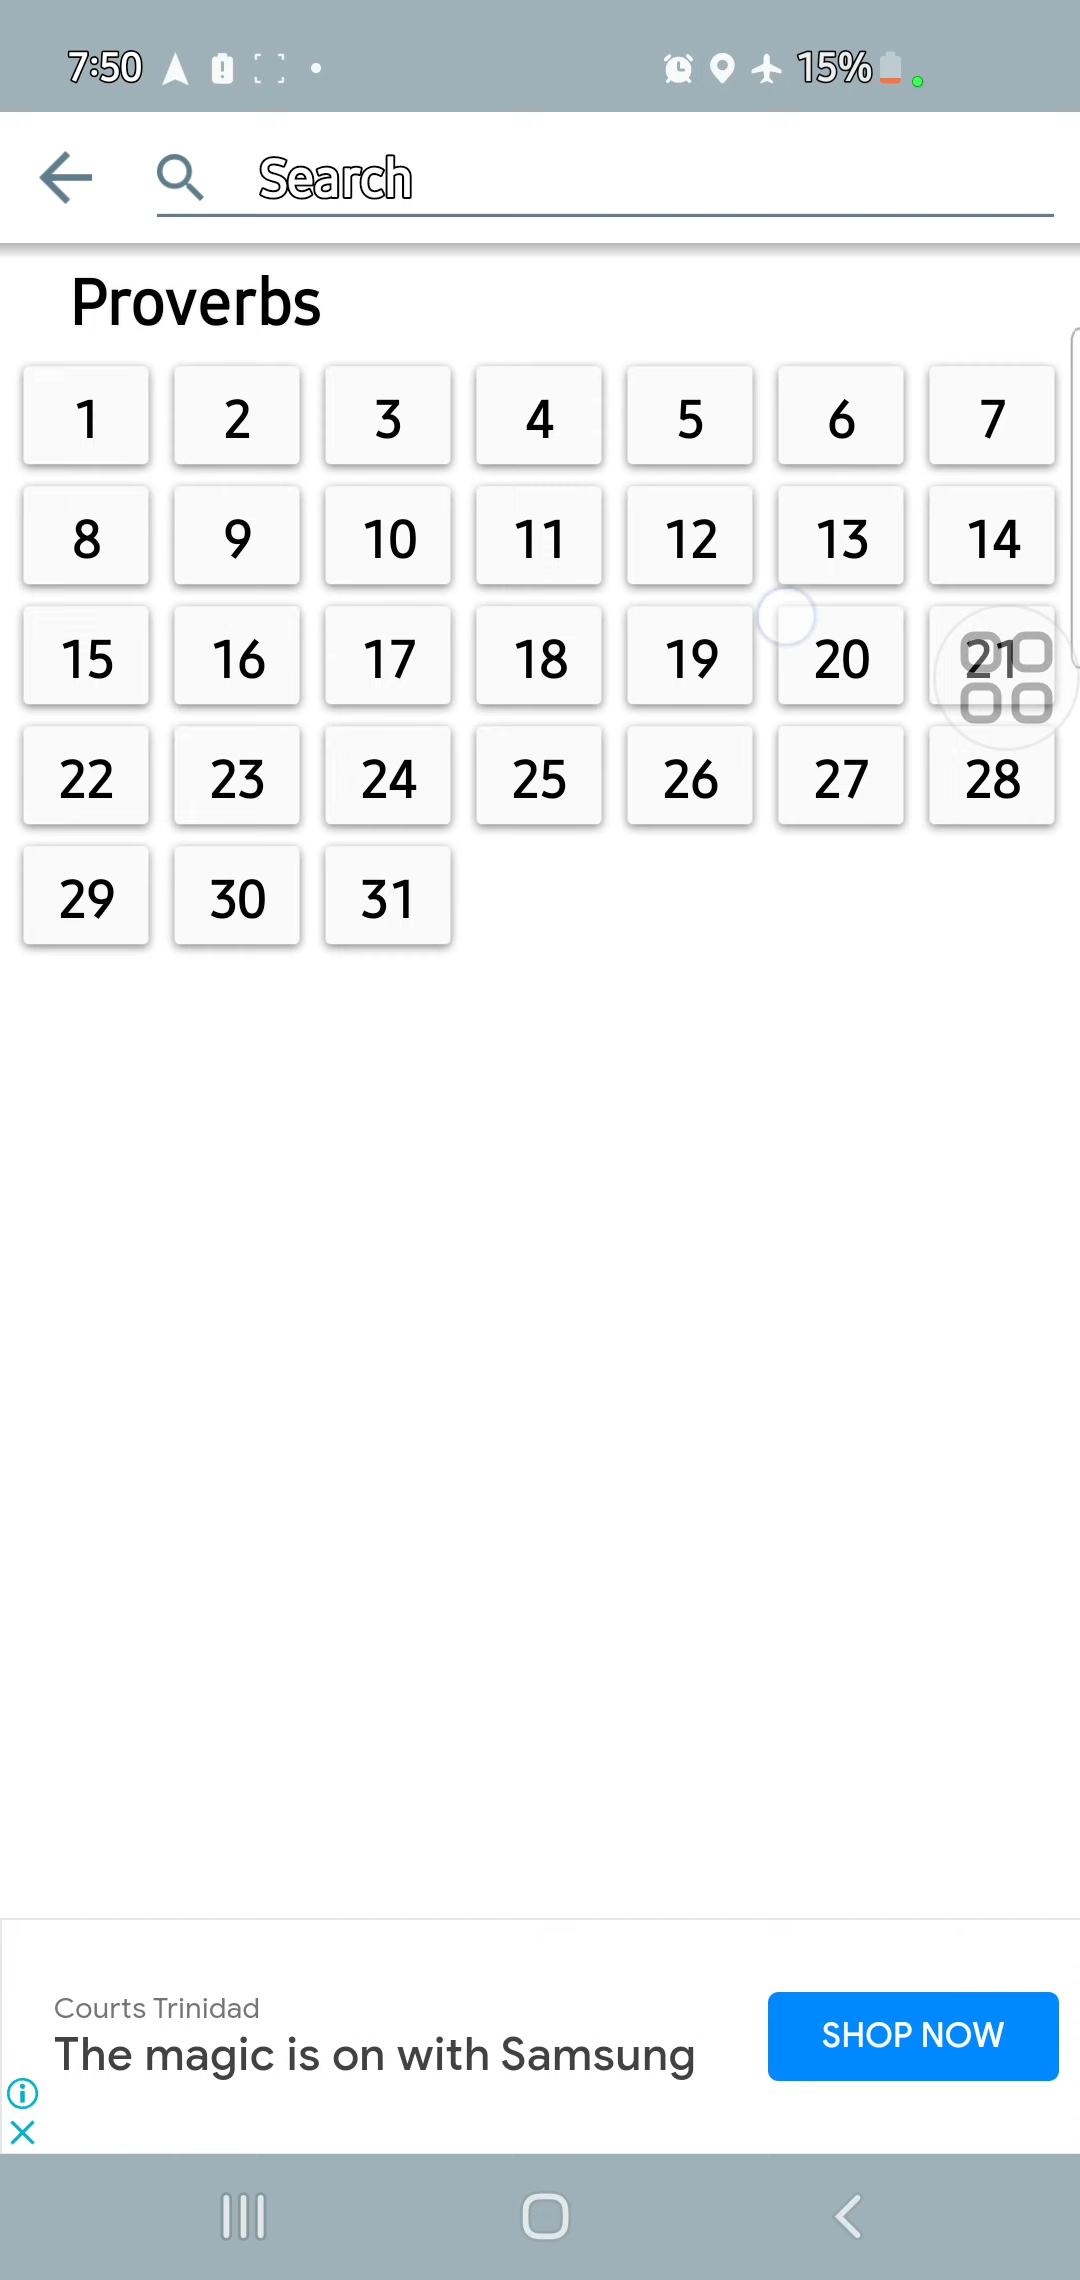 7:50 15%
Search
Proverbs
1 2 3 4 5 6 7
8 9 10 11 12 13 14
15 16 17 18 19 20 21
22 23 24 25 26 27 28
29 30 31
Courts Trinidad
The magic is on with Samsung
SHOP NOW